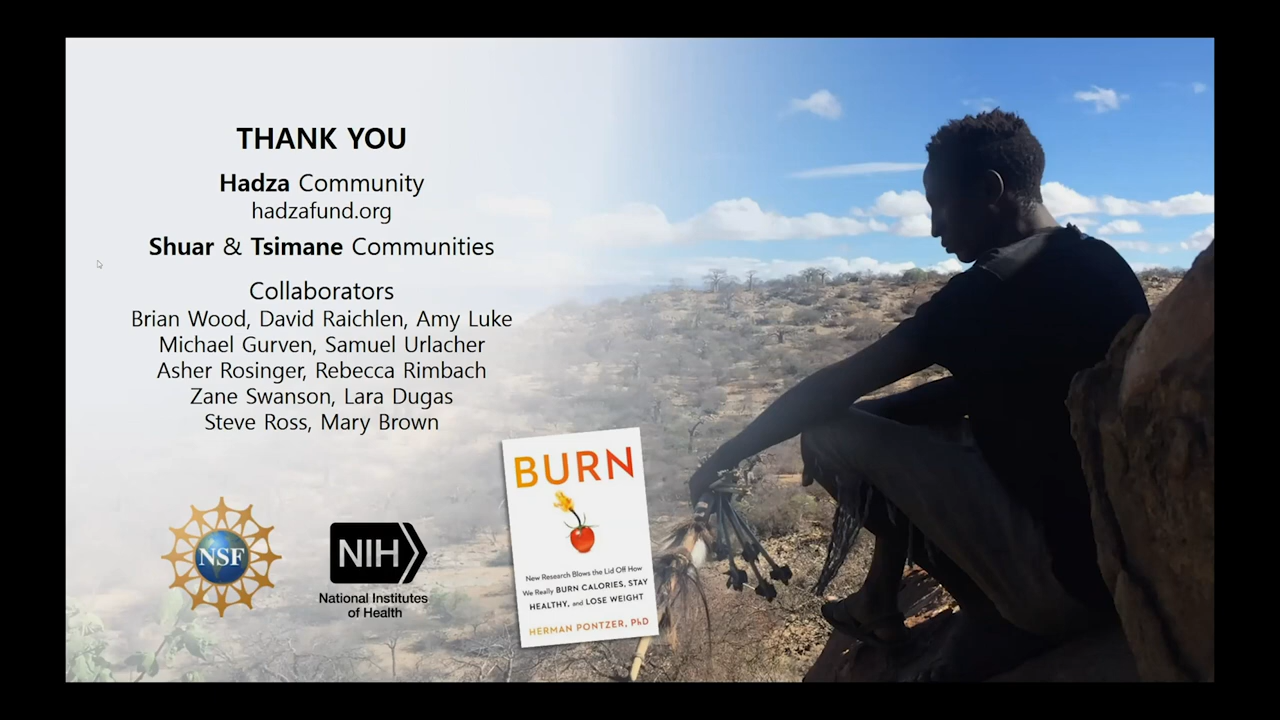 THANK YOU
Hadza Community
hadzafund.org
Shuar & Tsimane Communities
Collaborators
Brian Wood, David Raichlen, Amy Luke
Michael Gurven, Samuel Urlacher
Asher Rosinger, Rebecca Rimbach
Zane Swanson, Lara Dugas
Steve Ross, Mary Brown
NSF
NIH
National Institutes
of Health
BURN
New Research Blows the Lid Off How
We Really BURN CALORIES, STAY
HEALTHY, and LOSE WEIGHT
HERMAN PONTZER, PhD